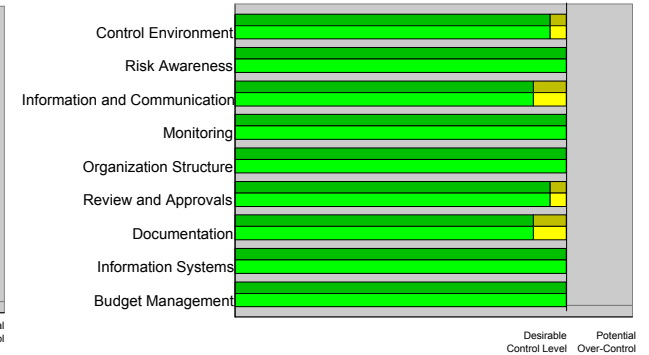 Control Environment
Risk Awareness
Information and Communication
Monitoring
Organization Structure
Review and Approvals
Documentation
Information Systems
Budget Management
Desirable Potential
Control Level Over-Control